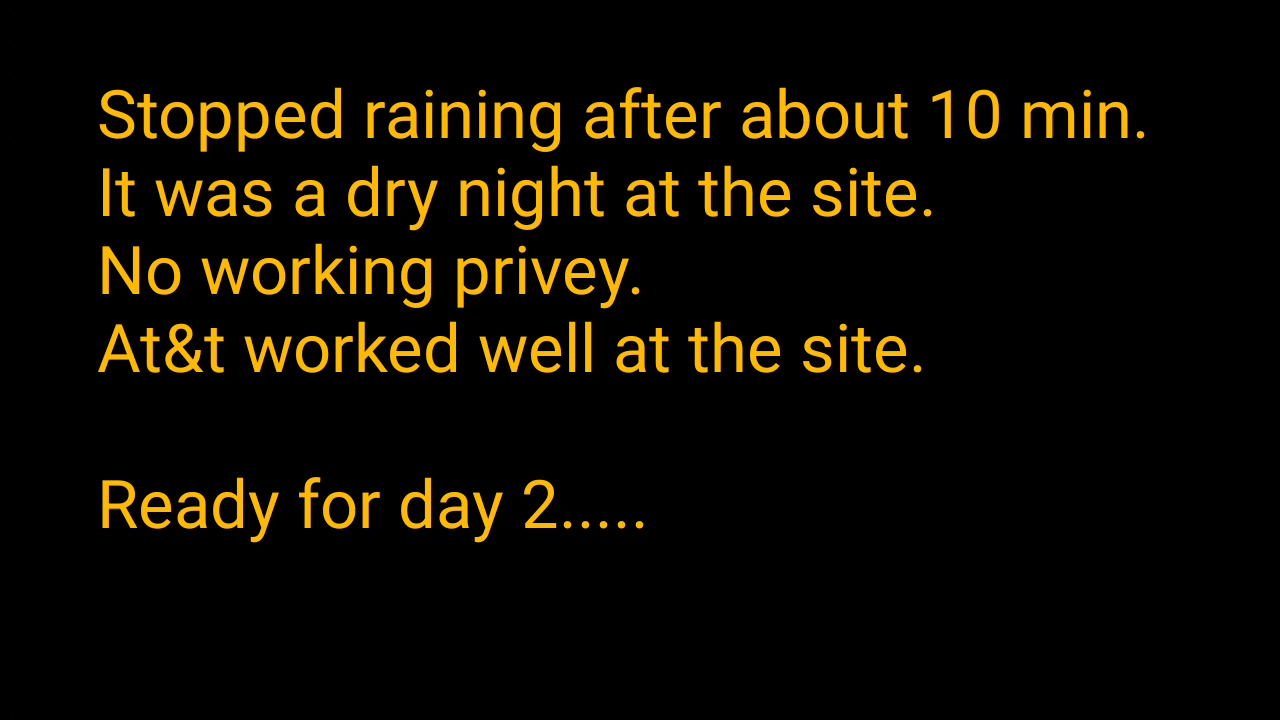 Stopped raining after about 10 min.
It was a dry night at the site.
No working privey.
At&t worked well at the site.
Ready for day 2.....